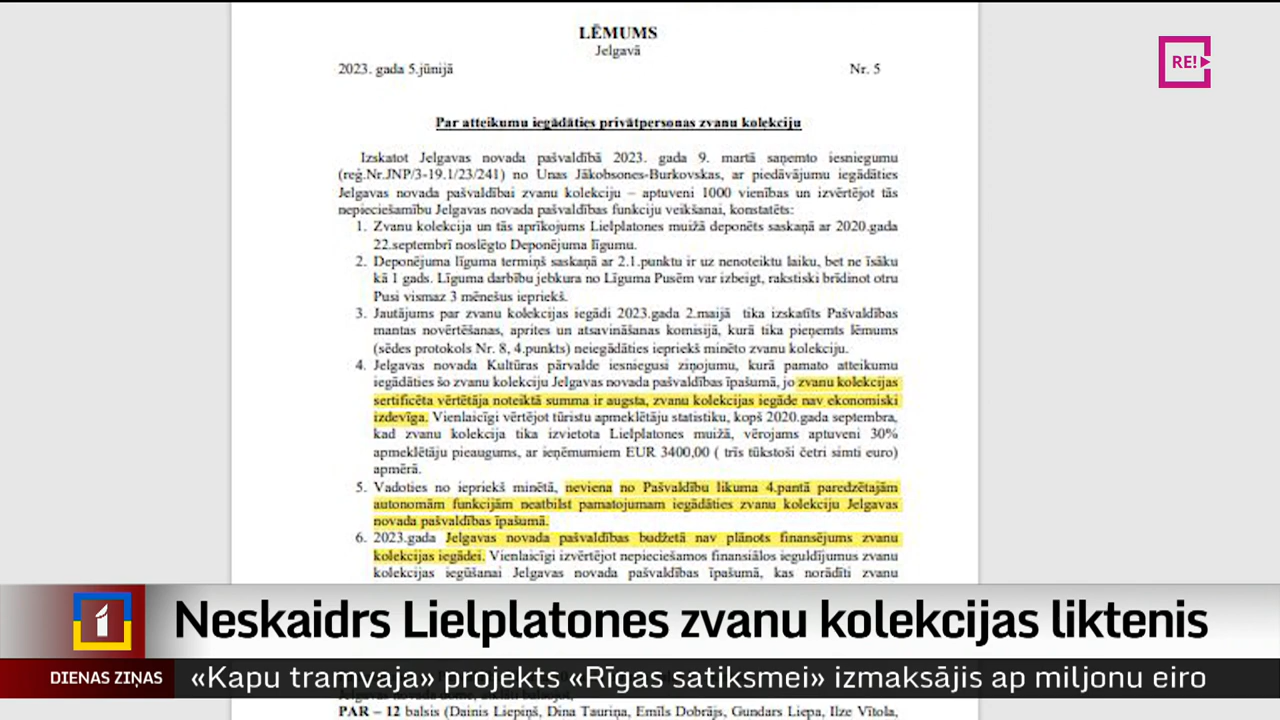 LĒMUMS
Jelgavā
2023. gada 5.jūnijā Nr. 5
RE!
Par atteikumu iegādāties privātpersonas zvanu kolekciju
Izskatot Jelgavas novada pašvaldībā 2023. gada 9. martā saņemto iesniegumu
(reģ.Nr.JNP/3-19.1/23/241) no Unas Jākobsones-Burkovskas, ar piedāvājumu iegādāties
Jelgavas novada pašvaldībai zvanu kolekciju – aptuveni 1000 vienības un izvērtējot tās
nepieciešamību Jelgavas novada pašvaldības funkciju veikšanai, konstatēts:
1. Zvanu kolekcija un tās aprīkojums Lielplatones muižā deponēts saskaņā ar 2020.gada
22.septembrī noslēgto Deponējuma līgumu.
2. Deponējuma līguma termiņš saskaņā ar 2.1.punktu ir uz nenoteiktu laiku, bet ne īsāku
kā 1 gads. Līguma darbību jebkura no Līguma Pusēm var izbeigt, rakstiski brīdinot otru
Pusi vismaz 3 mēnešus iepriekš.
3. Jautājums par zvanu kolekcijas iegādi 2023.gada 2.maijā tika izskatīts Pašvaldības
mantas novērtēšanas, aprites un atsavināšanas komisijā, kurā tika pieņemts lēmums
(sēdes protokols Nr. 8, 4.punkts) neiegādāties iepriekš minēto zvanu kolekciju.
4. Jelgavas novada Kultūras pārvalde iesniegusi ziņojumu, kurā pamato atteikumu
iegādāties šo zvanu kolekciju Jelgavas novada pašvaldības īpašumā, jo zvanu kolekcijas
sertificēta vērtētāja noteiktā summa ir augsta, zvanu kolekcijas iegāde nav ekonomiski
izdevīga. Vienlaicīgi vērtējot tūristu apmeklētāju statistiku, kopš 2020.gada septembra,
kad zvanu kolekcija tika izvietota Lielplatones muižā, vērojams aptuveni 30%
apmeklētāju pieaugums, ar ieņēmumiem EUR 3400,00 ( trīs tūkstoši četri simti euro)
apmērā.
5. Vadoties no iepriekš minētā, neviena no Pašvaldību likuma 4.pantā paredzētajām
autonomām funkcijām neatbilst pamatojumam iegādāties zvanu kolekciju Jelgavas
novada pašvaldības īpašumā.
6. 2023.gada Jelgavas novada pašvaldības budžetā nav plānots finansējums zvanu
kolekcijas iegādei. Vienlaicīgi izvērtējot nepieciešamos finansiālos ieguldījumus zvanu
kolekcijas iegūšanai Jelgavas novada pašvaldības īpašumā, kas norādīti zvanu
1 Neskaidrs Lielplatones zvanu kolekcijas liktenis
DIENAS ZIŅAS «Kapu tramvaja» projekts «Rīgas satiksmei» izmaksājis ap miljonu eiro
PAR – 12 balsis (Dainis Liepiņš, Dina Tauriņa, Emīls Dobrājs, Gundars Liepa, Ilze Vītola,